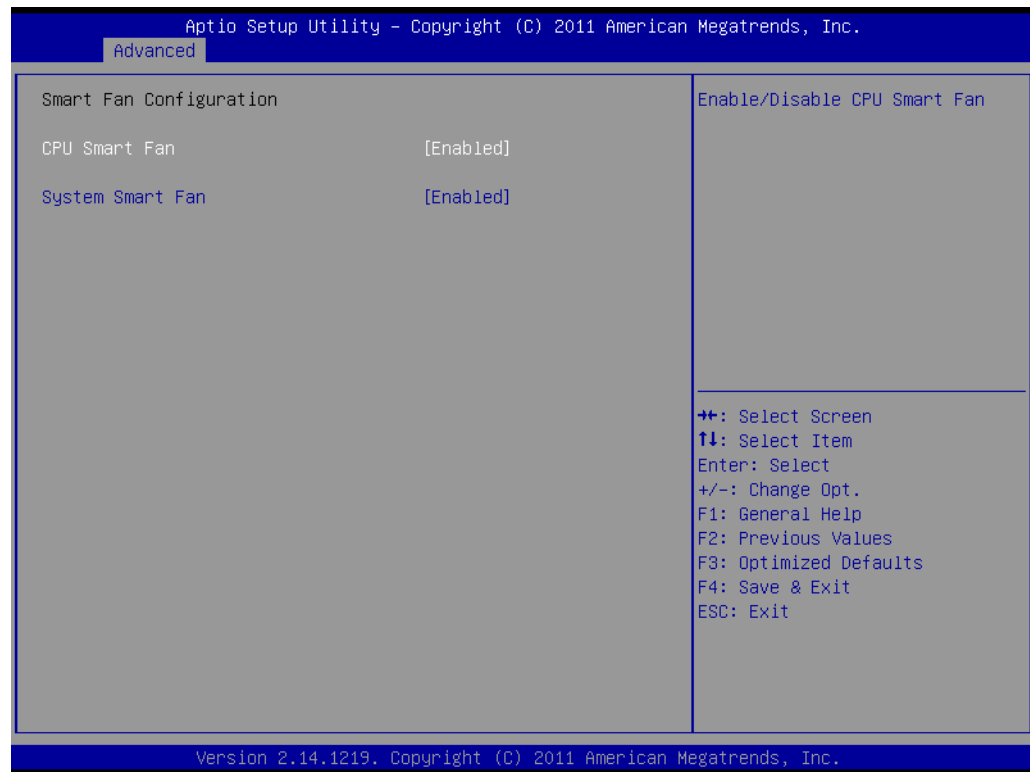 Aptio Setup Utility – Copyright (C) 2011 American Megatrends, Inc.
Advanced
Smart Fan Configuration
CPU Smart Fan [Enabled]
System Smart Fan [Enabled]
Enable/Disable CPU Smart Fan
→←: Select Screen
↑↓: Select Item
Enter: Select
+/-: Change Opt.
F1: General Help
F2: Previous Values
F3: Optimized Defaults
F4: Save & Exit
ESC: Exit
Version 2.14.1219. Copyright (C) 2011 American Megatrends, Inc.